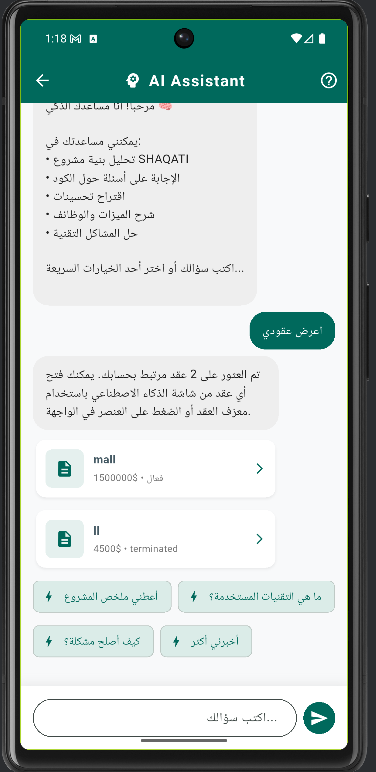 1:18
AI Assistant
مرحبا! أنا مساعدك الذكي 🧠
يمكنني مساعدتك في:
• تحليل بنية مشروع SHAQATI
• الإجابة على أسئلة حول الكود
• اقتراح تحسينات
• شرح الميزات والوظائف
• حل المشاكل التقنية
اكتب سؤالك أو اختر أحد الخيارات السريعة...
اعرض عقودي
تم العثور على 2 عقد مرتبط بحسابك. يمكنك فتح
أي عقد من شاشة الذكاء الاصطناعي باستخدام
معرّف العقد أو الضغط على العنصر في الواجهة.
mall
1500000$ • فعال
ll
4500$ • terminated
أعطني ملخص المشروع
ما هي التقنيات المستخدمة؟
كيف أصلح مشكلة؟
أخبرني أكثر
اكتب سؤالك...